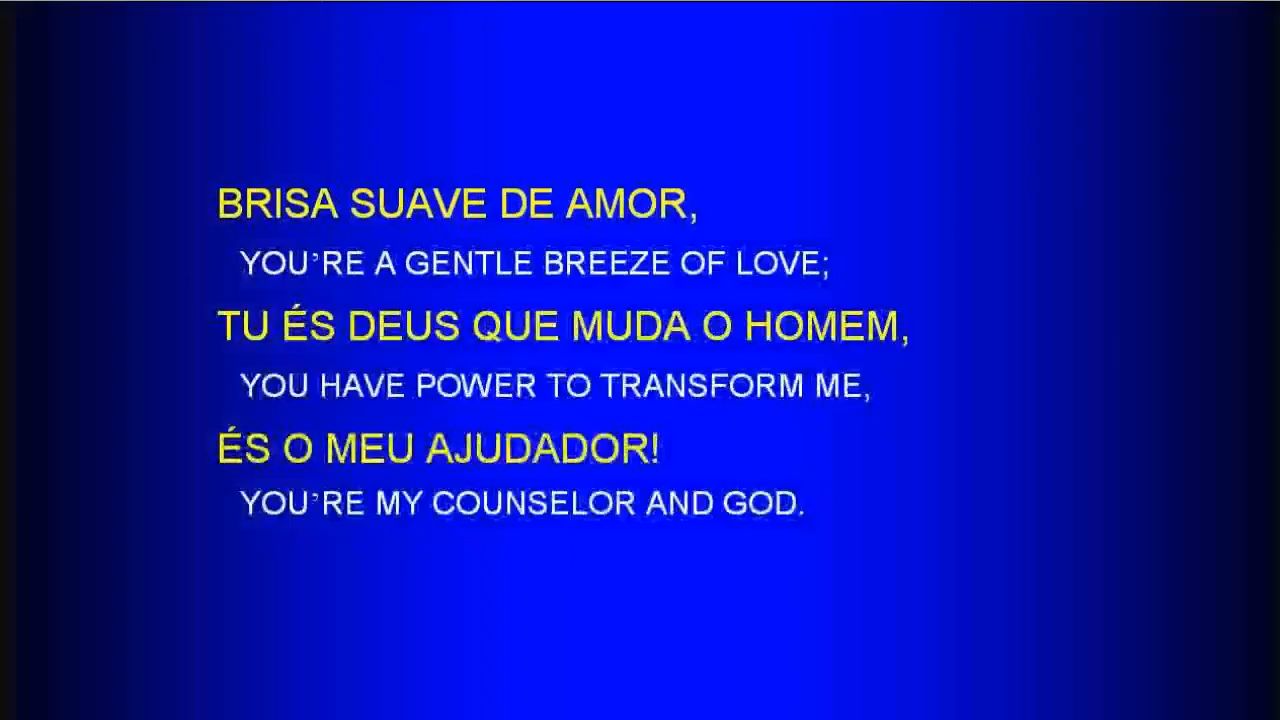 BRISA SUAVE DE AMOR,
YOU’RE A GENTLE BREEZE OF LOVE;
TU ÉS DEUS QUE MUDA O HOMEM,
YOU HAVE POWER TO TRANSFORM ME,
ÉS O MEU AJUDADOR!
YOU’RE MY COUNSELOR AND GOD.